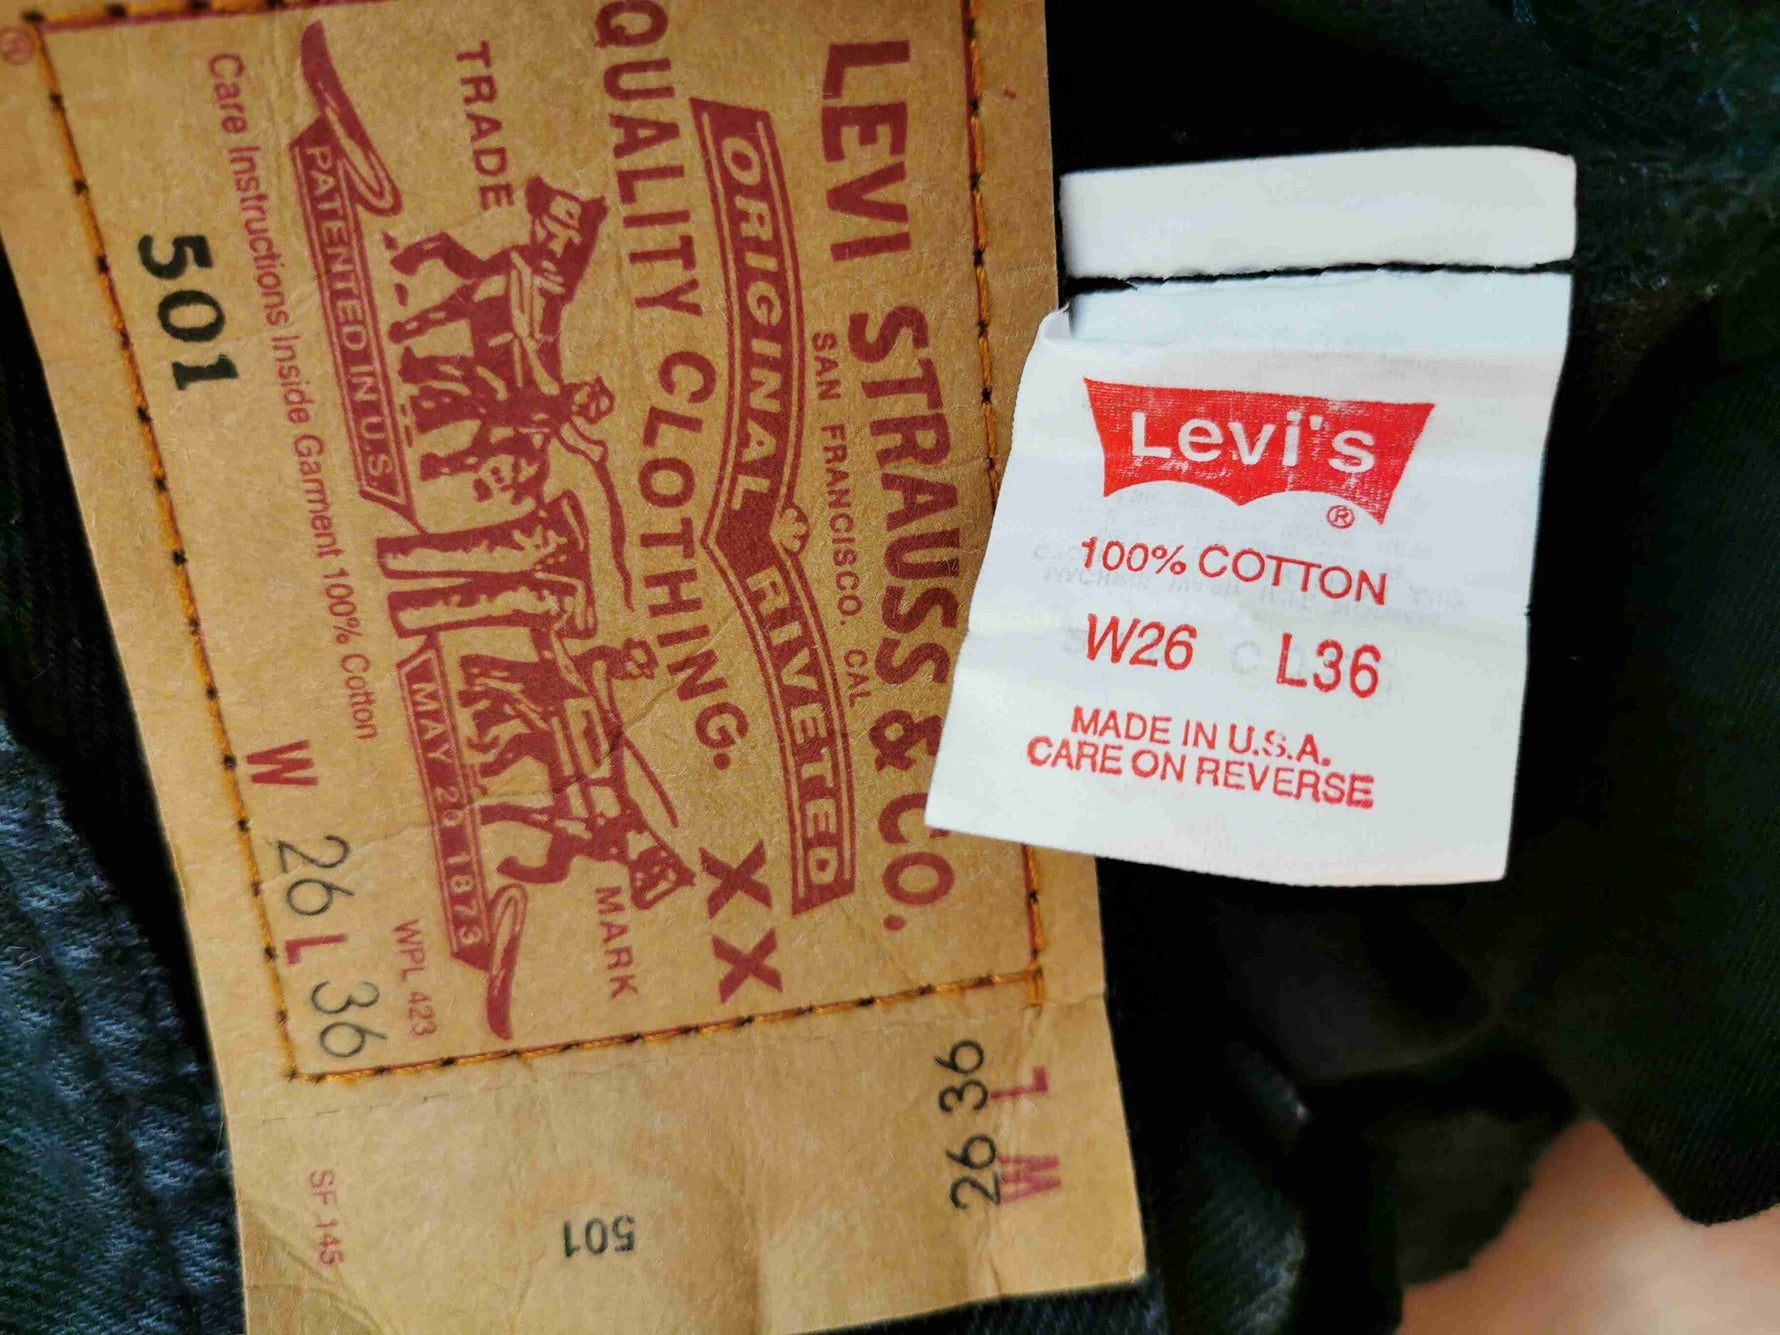 LEVI STRAUSS & CO.
SAN FRANCISCO. CAL
ORIGINAL RIVETED
QUALITY CLOTHING.
XX
TRADE MARK
PATENTED IN U.S.
MAY 20 1873
WPL 423
Care Instructions Inside Garment 100% Cotton
501
W 26 L 36
®
L W
26 36
501
SF 145
Levi's
®
100% COTTON
W26 L36
MADE IN U.S.A.
CARE ON REVERSE